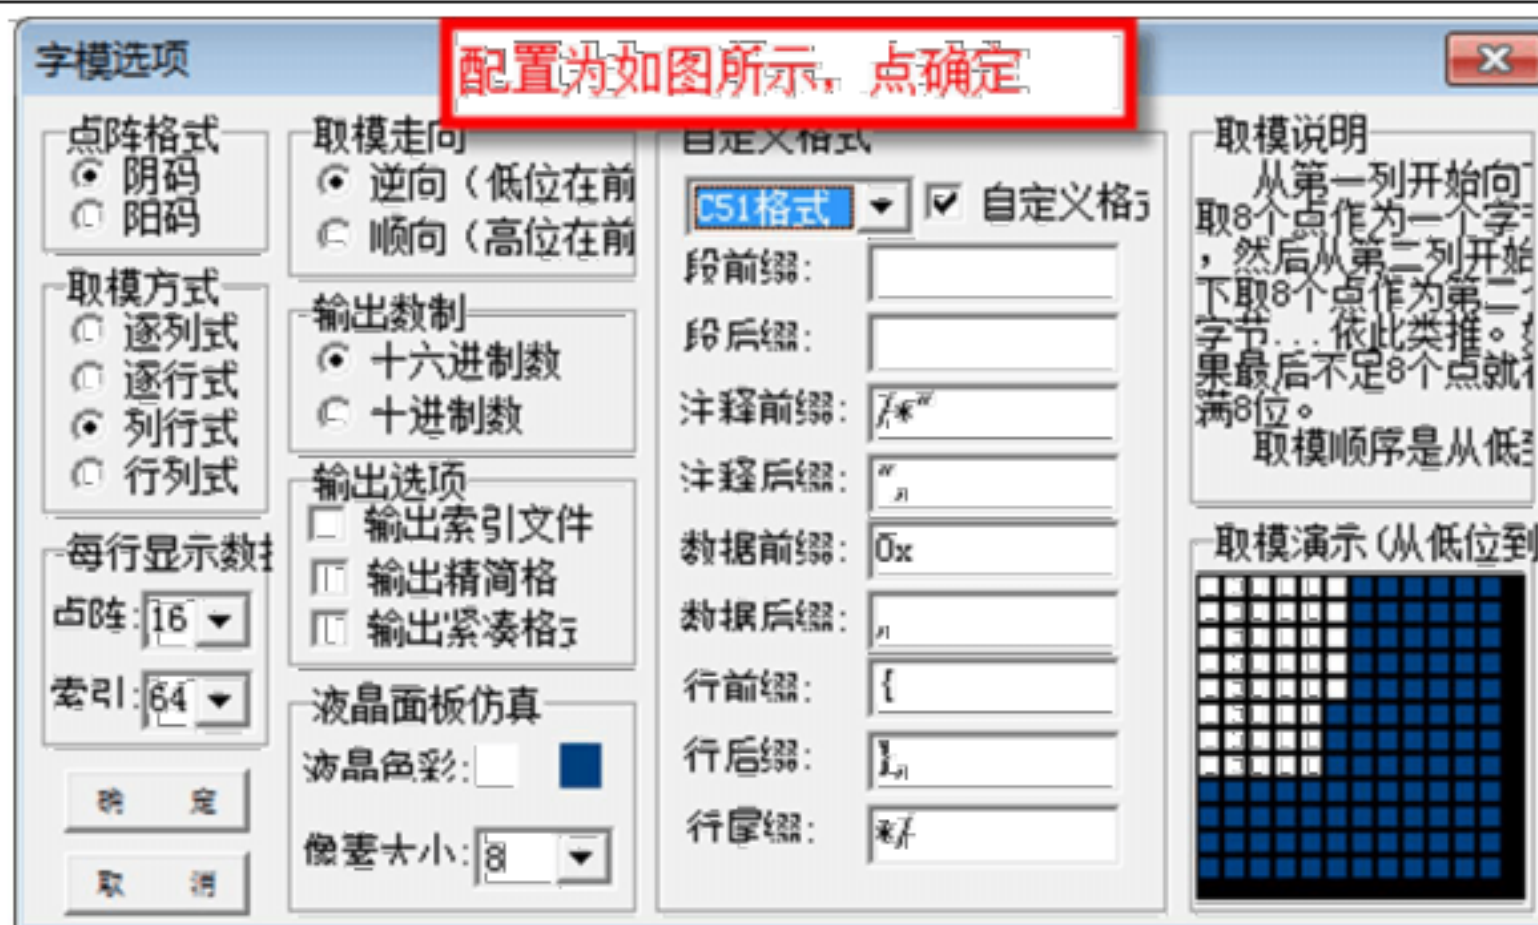 字模选项
配置为如图所示，点确定
点阵格式
阴码
阳码
取模方式
逐列式
逐行式
列行式
行列式
每行显示数
点阵:16
索引:64
确 定
取 消
取模走向
逆向（低位在前
顺向（高位在前
输出数制
十六进制数
十进制数
输出选项
输出索引文件
输出精简格
输出紧凑格式
液晶面板仿真
液晶色彩:
像素大小:8
自定义格式
C51格式
自定义格式
段前缀:
段后缀:
注释前缀: /*"
注释后缀: ",
数据前缀: 0x
数据后缀: ,
行前缀: {
行后缀: },
行尾缀: */
取模说明
从第一列开始向下
取8个点作为一个字节
，然后从第二列开始
下取8个点作为第二个
字节...依此类推。如
果最后不足8个点就
满8位。
取模顺序是从低到
取模演示(从低位到